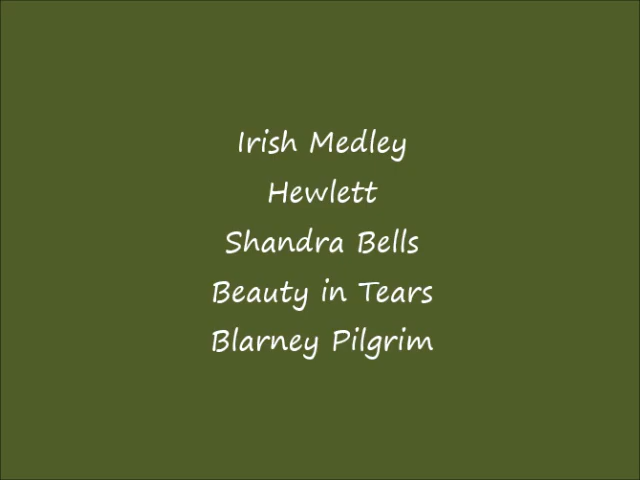 Irish Medley
Hewlett
Shandra Bells
Beauty in Tears
Blarney Pilgrim